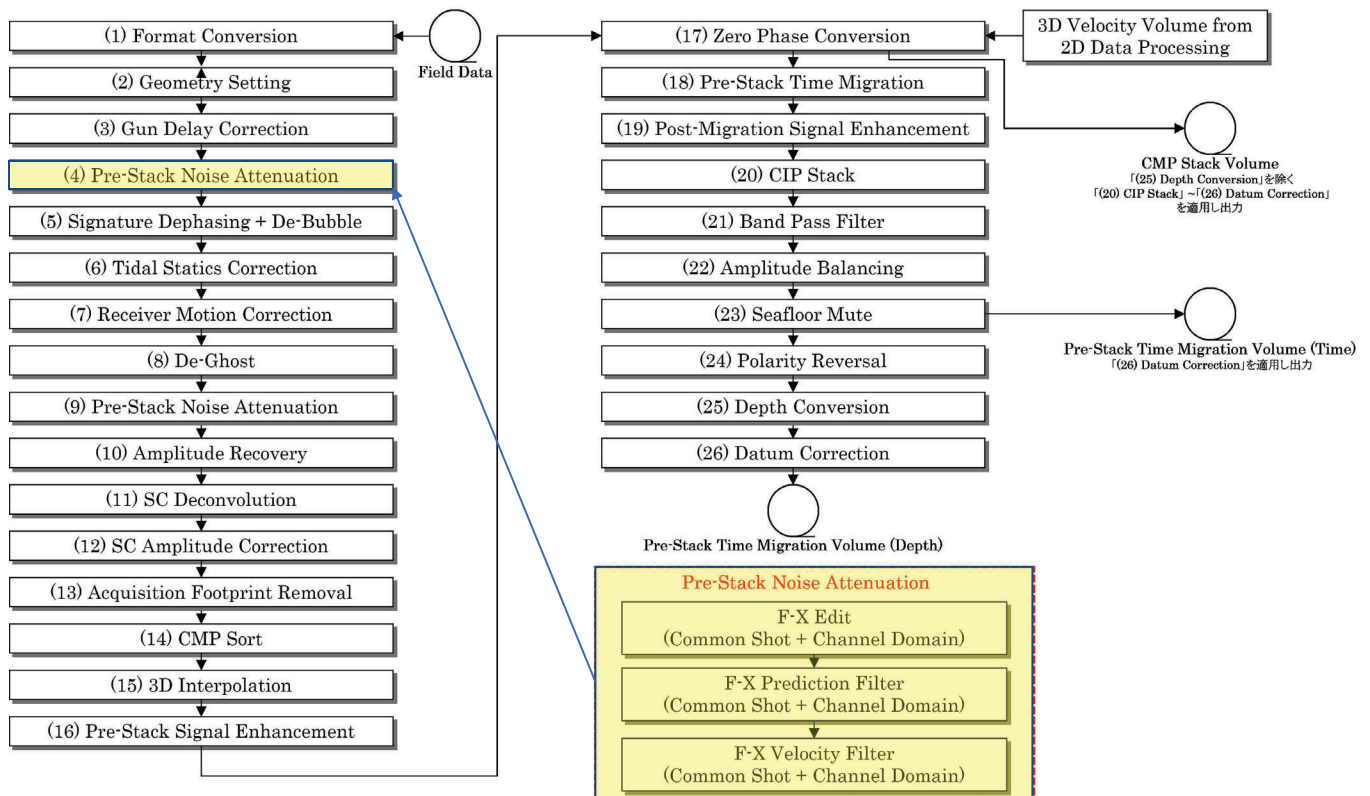 (1) Format Conversion
Field Data
(2) Geometry Setting
(3) Gun Delay Correction
(4) Pre-Stack Noise Attenuation
(5) Signature Dephasing + De-Bubble
(6) Tidal Statics Correction
(7) Receiver Motion Correction
(8) De-Ghost
(9) Pre-Stack Noise Attenuation
(10) Amplitude Recovery
(11) SC Deconvolution
(12) SC Amplitude Correction
(13) Acquisition Footprint Removal
(14) CMP Sort
(15) 3D Interpolation
(16) Pre-Stack Signal Enhancement
(17) Zero Phase Conversion
3D Velocity Volume from
2D Data Processing
(18) Pre-Stack Time Migration
(19) Post-Migration Signal Enhancement
(20) CIP Stack
(21) Band Pass Filter
(22) Amplitude Balancing
(23) Seafloor Mute
(24) Polarity Reversal
(25) Depth Conversion
(26) Datum Correction
CMP Stack Volume
「(25) Depth Conversion」を除く
「(20) CIP Stack」~「(26) Datum Correction」
を適用し出力
Pre-Stack Time Migration Volume (Time)
「(26) Datum Correction」を適用し出力
Pre-Stack Time Migration Volume (Depth)
Pre-Stack Noise Attenuation
F-X Edit
(Common Shot + Channel Domain)
F-X Prediction Filter
(Common Shot + Channel Domain)
F-X Velocity Filter
(Common Shot + Channel Domain)